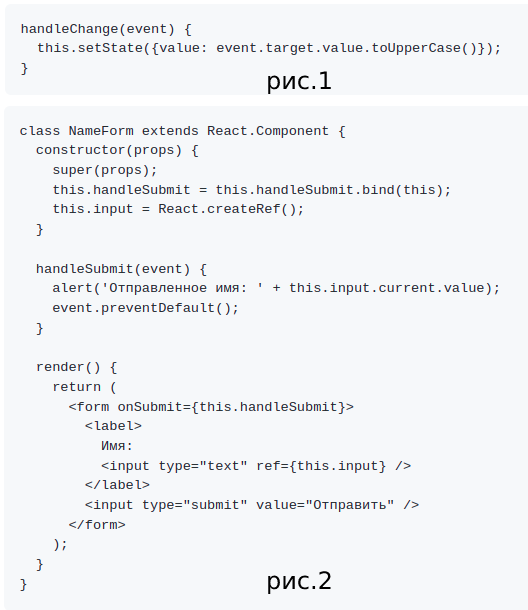 handleChange(event) {
  this.setState({value: event.target.value.toUpperCase()});
}
рис.1
class NameForm extends React.Component {
  constructor(props) {
    super(props);
    this.handleSubmit = this.handleSubmit.bind(this);
    this.input = React.createRef();
  }

  handleSubmit(event) {
    alert('Отправленное имя: ' + this.input.current.value);
    event.preventDefault();
  }

  render() {
    return (
      <form onSubmit={this.handleSubmit}>
        <label>
          Имя:
          <input type="text" ref={this.input} />
        </label>
        <input type="submit" value="Отправить" />
      </form>
    );
  }
}
рис.2